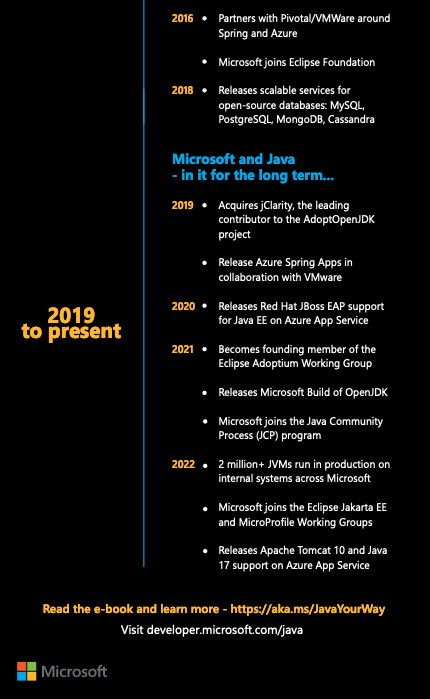 2016 • Partners with Pivotal/VMWare around
Spring and Azure
• Microsoft joins Eclipse Foundation
2018 • Releases scalable services for
open-source databases: MySQL,
PostgreSQL, MongoDB, Cassandra
Microsoft and Java
- in it for the long term...
2019 • Acquires jClarity, the leading
contributor to the AdoptOpenJDK
project
• Release Azure Spring Apps in
collaboration with VMware
2019
to present
2020 • Releases Red Hat JBoss EAP support
for Java EE on Azure App Service
2021 • Becomes founding member of the
Eclipse Adoptium Working Group
• Releases Microsoft Build of OpenJDK
• Microsoft joins the Java Community
Process (JCP) program
2022 • 2 million+ JVMs run in production on
internal systems across Microsoft
• Microsoft joins the Eclipse Jakarta EE
and MicroProfile Working Groups
• Releases Apache Tomcat 10 and Java
17 support on Azure App Service
Read the e-book and learn more - https://aka.ms/JavaYourWay
Visit developer.microsoft.com/java
Microsoft